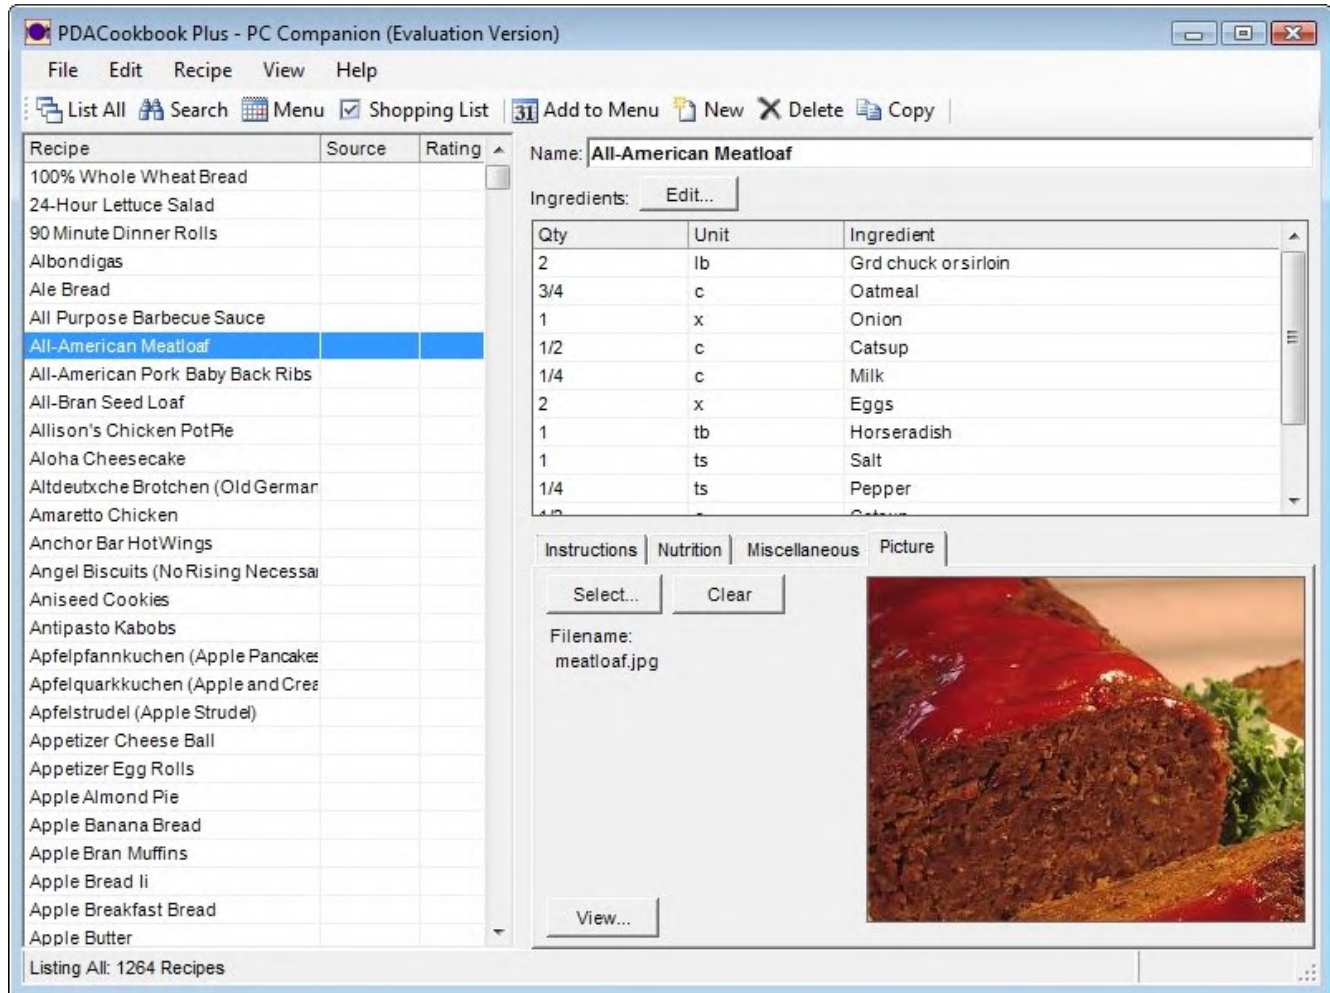 PDACookbook Plus - PC Companion (Evaluation Version)
File Edit Recipe View Help
List All Search Menu Shopping List 31 Add to Menu New Delete Copy
Recipe Source Rating
100% Whole Wheat Bread
24-Hour Lettuce Salad
90 Minute Dinner Rolls
Albondigas
Ale Bread
All Purpose Barbecue Sauce
All-American Meatloaf
All-American Pork Baby Back Ribs
All-Bran Seed Loaf
Allison's Chicken Pot Pie
Aloha Cheesecake
Altdeutxche Brotchen (Old German
Amaretto Chicken
Anchor Bar Hot Wings
Angel Biscuits (No Rising Necessar
Aniseed Cookies
Antipasto Kabobs
Apfelpfannkuchen (Apple Pancakes
Apfelquarkkuchen (Apple and Crea
Apfelstrudel (Apple Strudel)
Appetizer Cheese Ball
Appetizer Egg Rolls
Apple Almond Pie
Apple Banana Bread
Apple Bran Muffins
Apple Bread Ii
Apple Breakfast Bread
Apple Butter
Name: All-American Meatloaf
Ingredients: Edit...
Qty Unit Ingredient
2 lb Grd chuck or sirloin
3/4 c Oatmeal
1 x Onion
1/2 c Catsup
1/4 c Milk
2 x Eggs
1 tb Horseradish
1 ts Salt
1/4 ts Pepper
Instructions Nutrition Miscellaneous Picture
Select... Clear
Filename:
meatloaf.jpg
View...
Listing All: 1264 Recipes